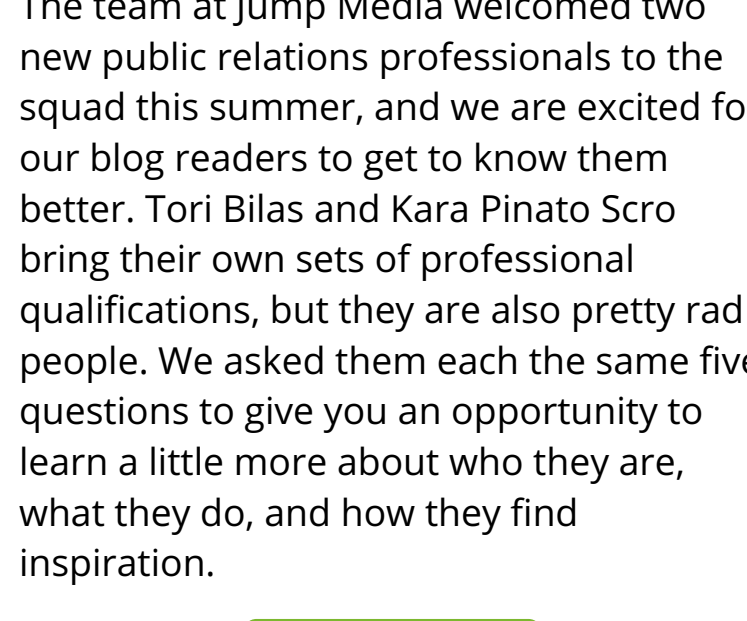 The team at Jump Media welcomed two
new public relations professionals to the
squad this summer, and we are excited fo
our blog readers to get to know them
better. Tori Bilas and Kara Pinato Scro
bring their own sets of professional
qualifications, but they are also pretty rad
people. We asked them each the same five
questions to give you an opportunity to
learn a little more about who they are,
what they do, and how they find
inspiration.